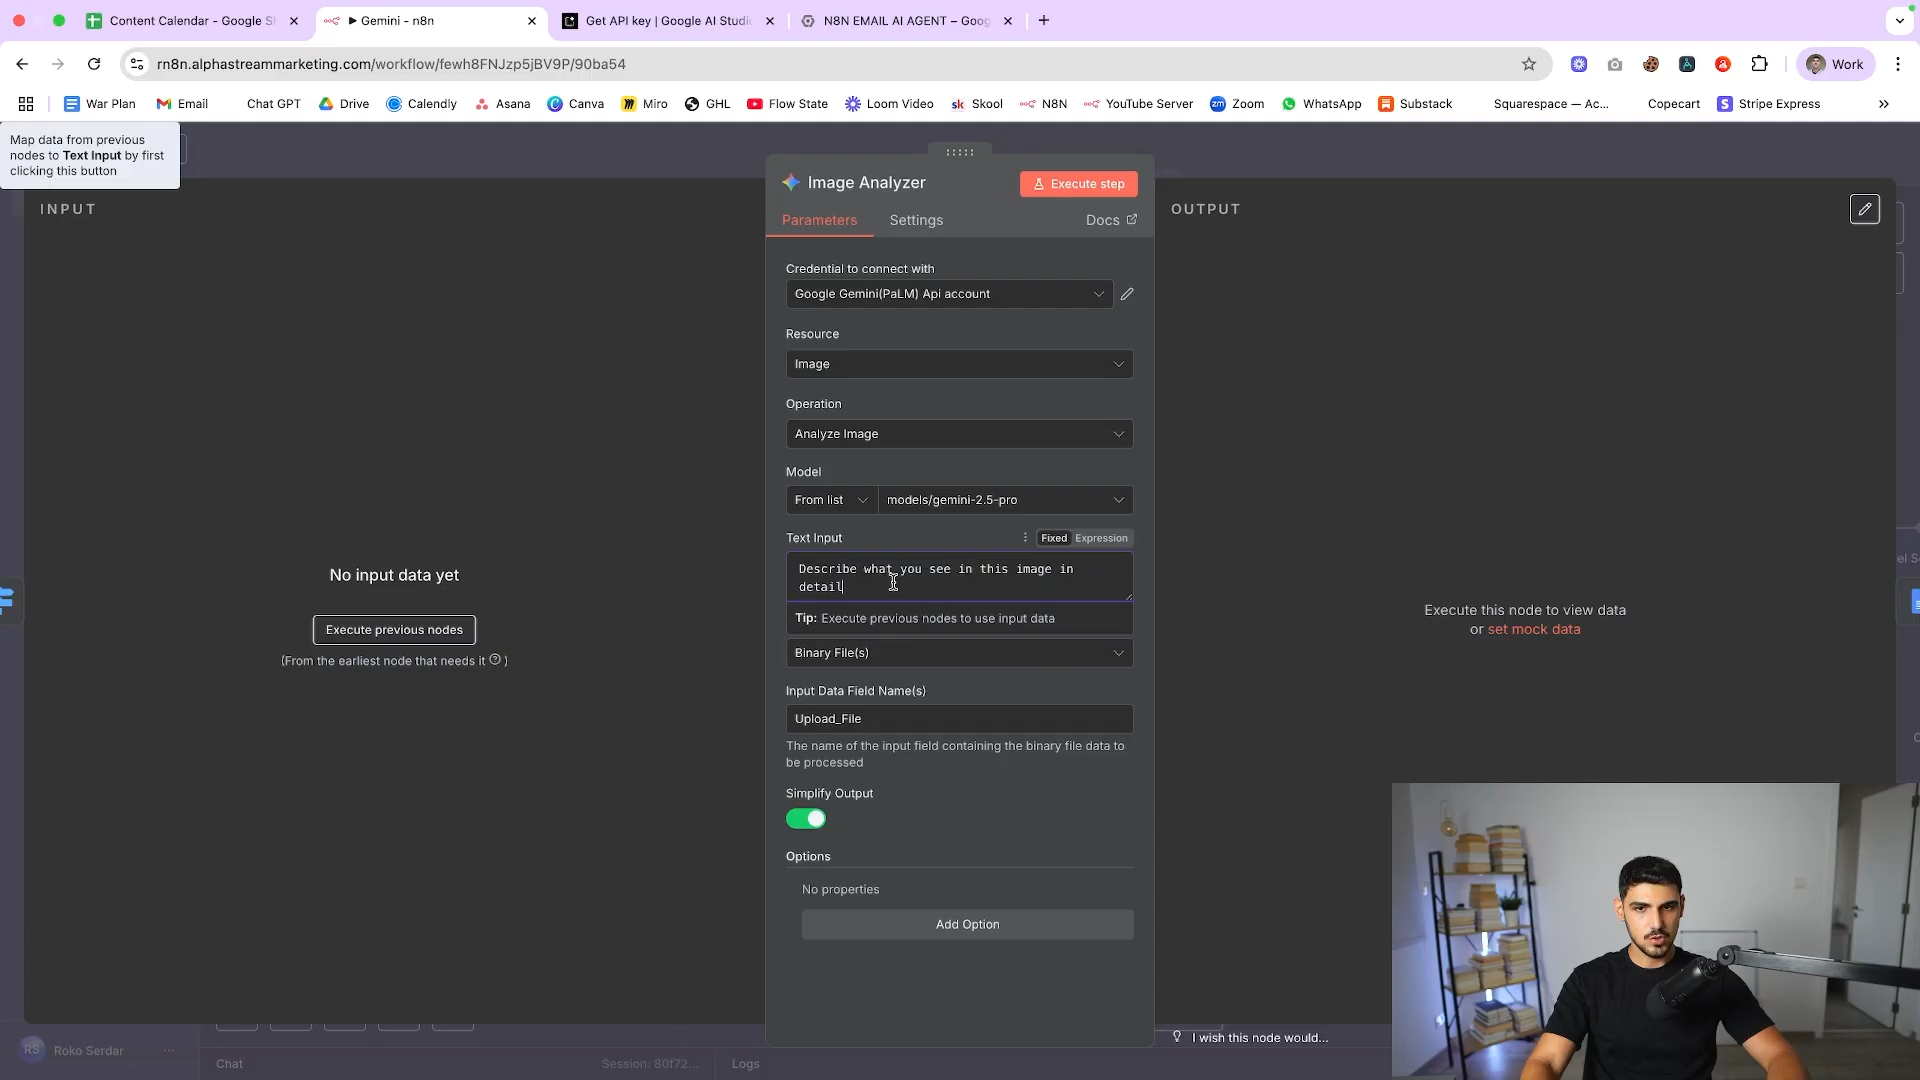 Content Calendar - Google S
Gemini - n8n
Get API key | Google AI Studi
N8N EMAIL AI AGENT – Goog
rn8n.alphastreammarketing.com/workflow/fewh8FNJzp5jBV9P/90ba54
Work
War Plan
Email
Chat GPT
Drive
Calendly
Asana
Canva
Miro
GHL
Flow State
Loom Video
sk Skool
N8N
YouTube Server
zm Zoom
WhatsApp
Substack
Squarespace — Ac...
Copecart
S Stripe Express
Map data from previous
nodes to Text Input by first
clicking this button
INPUT
Image Analyzer
Execute step
OUTPUT
Parameters
Settings
Docs
Credential to connect with
Google Gemini(PaLM) Api account
Resource
Image
Operation
Analyze Image
Model
From list
models/gemini-2.5-pro
Text Input
Fixed
Expression
Describe what you see in this image in
detail
Tip: Execute previous nodes to use input data
Binary File(s)
Input Data Field Name(s)
Upload_File
The name of the input field containing the binary file data to
be processed
Simplify Output
Options
No properties
Add Option
No input data yet
Execute previous nodes
(From the earliest node that needs it ? )
Execute this node to view data
or set mock data
I wish this node would...
RS
Roko Serdar
Chat
Session: 80f72...
Logs